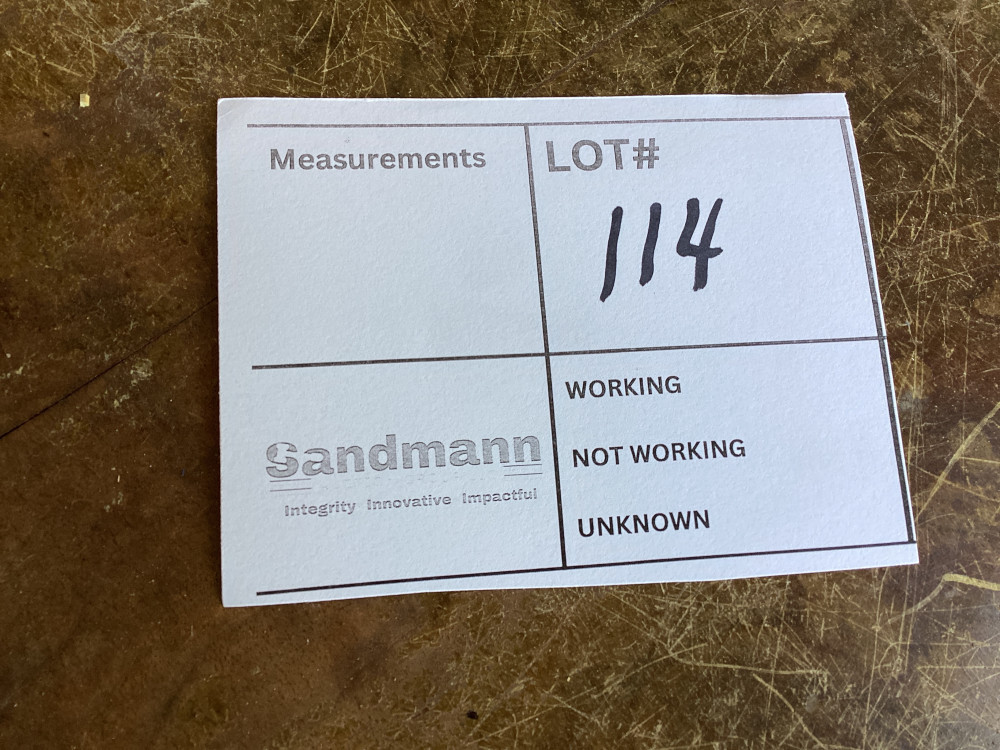 Measurements
LOT#
114
WORKING
NOT WORKING
UNKNOWN
Sandmann
Integrity Innovative Impactful